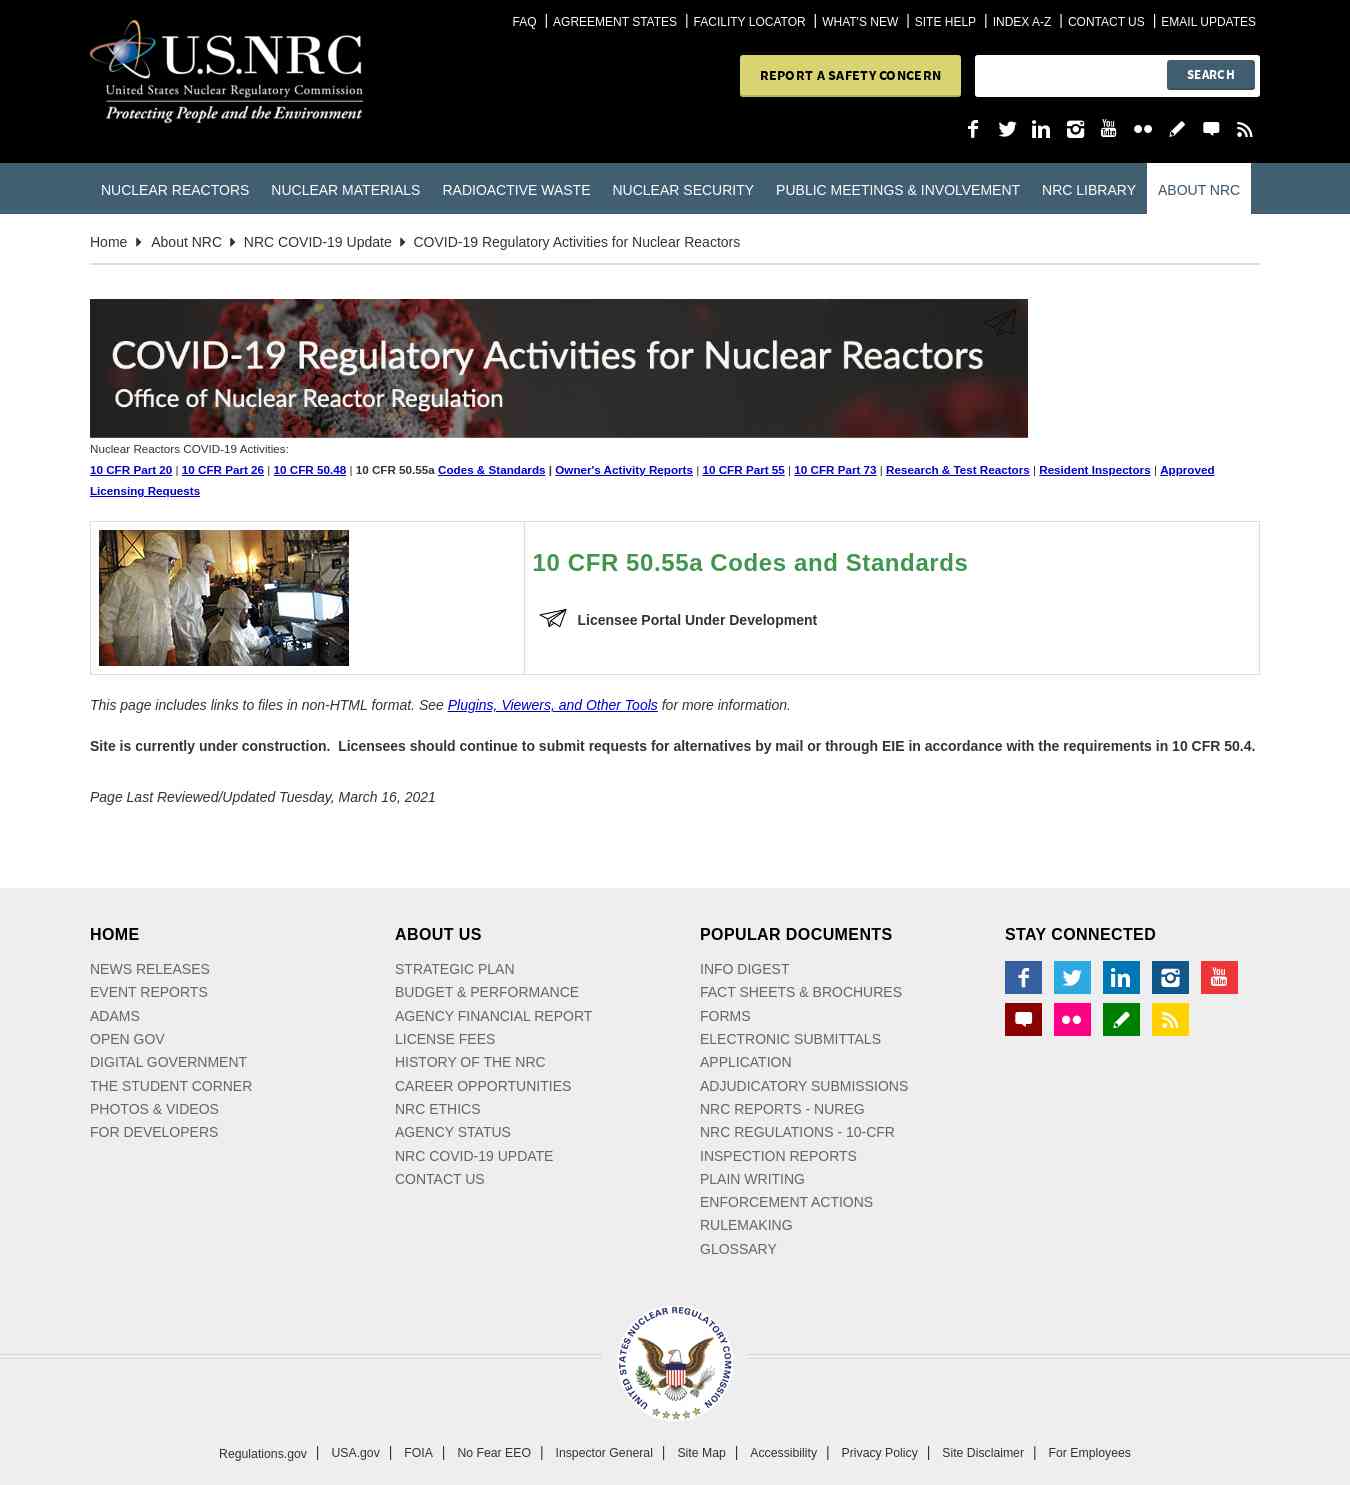 FAQ | AGREEMENT STATES | FACILITY LOCATOR | WHAT'S NEW | SITE HELP | INDEX A-Z | CONTACT US | EMAIL UPDATES
U.S.NRC
United States Nuclear Regulatory Commission
Protecting People and the Environment
REPORT A SAFETY CONCERN
SEARCH
You Tube
NUCLEAR REACTORS NUCLEAR MATERIALS RADIOACTIVE WASTE NUCLEAR SECURITY PUBLIC MEETINGS & INVOLVEMENT NRC LIBRARY ABOUT NRC
Home About NRC NRC COVID-19 Update COVID-19 Regulatory Activities for Nuclear Reactors
COVID-19 Regulatory Activities for Nuclear Reactors
Office of Nuclear Reactor Regulation
Nuclear Reactors COVID-19 Activities:
10 CFR Part 20 | 10 CFR Part 26 | 10 CFR 50.48 | 10 CFR 50.55a Codes & Standards | Owner's Activity Reports | 10 CFR Part 55 | 10 CFR Part 73 | Research & Test Reactors | Resident Inspectors | Approved
Licensing Requests
10 CFR 50.55a Codes and Standards
Licensee Portal Under Development
This page includes links to files in non-HTML format. See Plugins, Viewers, and Other Tools for more information.
Site is currently under construction. Licensees should continue to submit requests for alternatives by mail or through EIE in accordance with the requirements in 10 CFR 50.4.
Page Last Reviewed/Updated Tuesday, March 16, 2021
HOME
NEWS RELEASES
EVENT REPORTS
ADAMS
OPEN GOV
DIGITAL GOVERNMENT
THE STUDENT CORNER
PHOTOS & VIDEOS
FOR DEVELOPERS
ABOUT US
STRATEGIC PLAN
BUDGET & PERFORMANCE
AGENCY FINANCIAL REPORT
LICENSE FEES
HISTORY OF THE NRC
CAREER OPPORTUNITIES
NRC ETHICS
AGENCY STATUS
NRC COVID-19 UPDATE
CONTACT US
POPULAR DOCUMENTS
INFO DIGEST
FACT SHEETS & BROCHURES
FORMS
ELECTRONIC SUBMITTALS
APPLICATION
ADJUDICATORY SUBMISSIONS
NRC REPORTS - NUREG
NRC REGULATIONS - 10-CFR
INSPECTION REPORTS
PLAIN WRITING
ENFORCEMENT ACTIONS
RULEMAKING
GLOSSARY
STAY CONNECTED
You Tube
UNITED STATES NUCLEAR REGULATORY COMMISSION
Regulations.gov | USA.gov | FOIA | No Fear EEO | Inspector General | Site Map | Accessibility | Privacy Policy | Site Disclaimer | For Employees